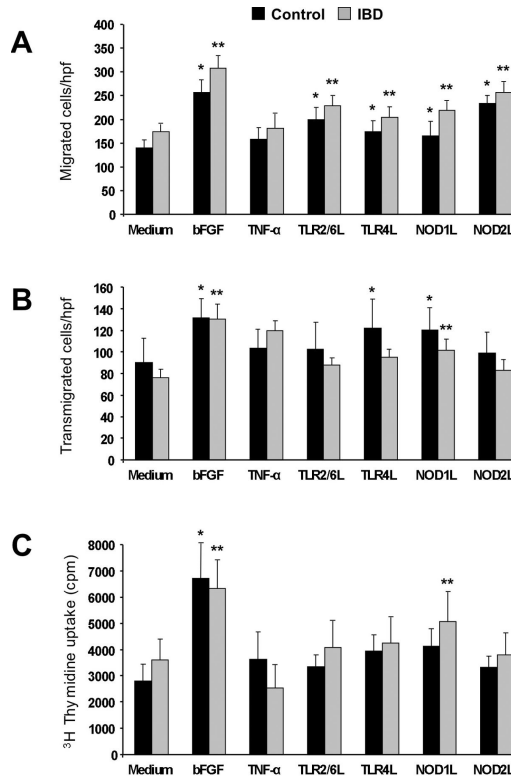 Control IBD
A
Migrated cells/hpf
400
350
300
250
200
150
100
50
0
* ** * ** * ** * ** * **
Medium bFGF TNF-α TLR2/6L TLR4L NOD1L NOD2L
B
Transmigrated cells/hpf
160
140
120
100
80
60
40
20
0
* ** * * **
Medium bFGF TNF-α TLR2/6L TLR4L NOD1L NOD2L
C
³H Thymidine uptake (cpm)
8000
7000
6000
5000
4000
3000
2000
1000
0
* ** **
Medium bFGF TNF-α TLR2/6L TLR4L NOD1L NOD2L